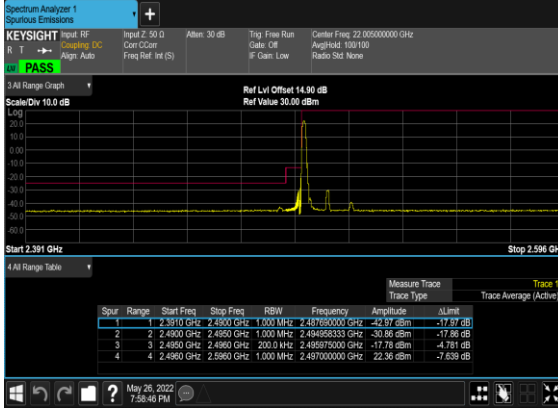 Spectrum Analyzer 1
Spurious Emissions
+
KEYSIGHT Input: RF Input Z: 50 Ω Atten: 30 dB Trig: Free Run Center Freq: 22.005000000 GHz
R T Coupling: DC Corr CCorr Gate: Off Avg|Hold: 100/100
Align: Auto Freq Ref: Int (S) IF Gain: Low Radio Std: None
LXI PASS
3 All Range Graph Ref Lvl Offset 14.90 dB
Scale/Div 10.0 dB Ref Value 30.00 dBm
Log
20.0
10.0
0.00
-10.0
-20.0
-30.0
-40.0
-50.0
-60.0
Start 2.391 GHz Stop 2.596 GH
4 All Range Table
Measure Trace Trace 1
Trace Type Trace Average (Active)
Spur Range Start Freq Stop Freq RBW Frequency Amplitude ΔLimit
1 1 2.3910 GHz 2.4900 GHz 1.000 MHz 2.487690000 GHz -42.97 dBm -17.97 dB
2 2 2.4900 GHz 2.4950 GHz 1.000 MHz 2.494958333 GHz -30.86 dBm -17.86 dB
3 3 2.4950 GHz 2.4960 GHz 200.0 kHz 2.495975000 GHz -17.78 dBm -4.781 dB
4 4 2.4960 GHz 2.5960 GHz 1.000 MHz 2.497000000 GHz 22.36 dBm -7.639 dB
? May 26, 2022
7:58:46 PM